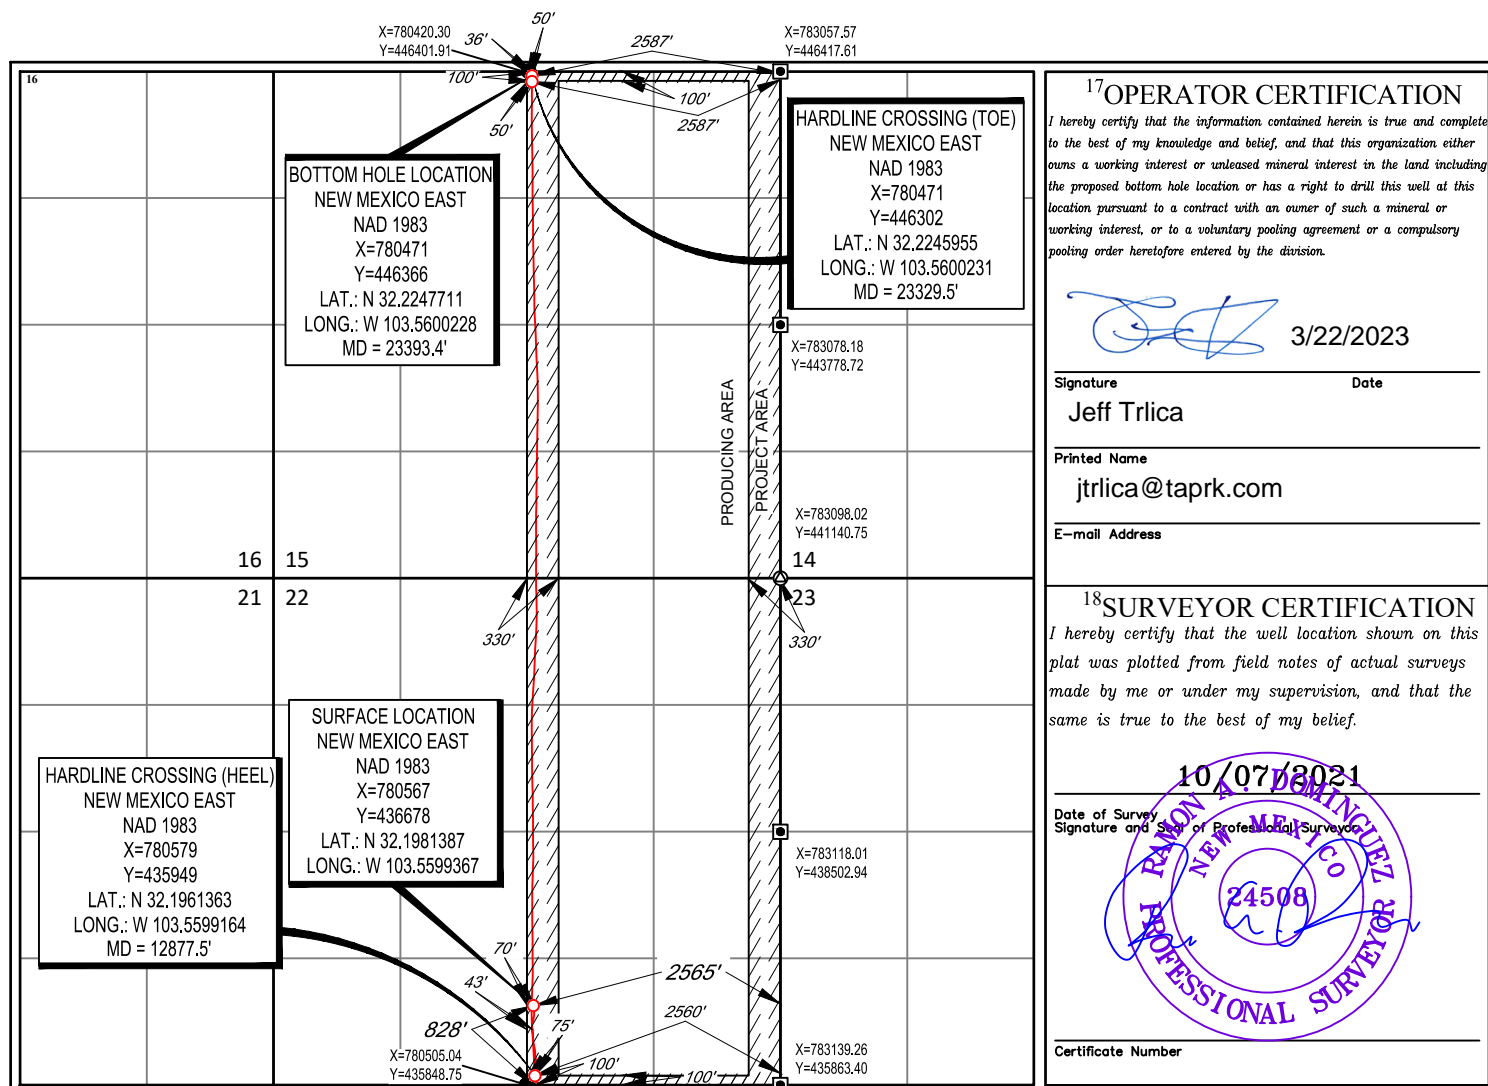 50'
X=780420.30
Y=446401.91
36'
2587'
X=783057.57
Y=446417.61
16
100'
100'
50'
2587'
BOTTOM HOLE LOCATION
NEW MEXICO EAST
NAD 1983
X=780471
Y=446366
LAT.: N 32.2247711
LONG.: W 103.5600228
MD = 23393.4'
HARDLINE CROSSING (TOE)
NEW MEXICO EAST
NAD 1983
X=780471
Y=446302
LAT.: N 32.2245955
LONG.: W 103.5600231
MD = 23329.5'
X=783078.18
Y=443778.72
PRODUCING AREA
PROJECT AREA
X=783098.02
Y=441140.75
16 15
14
21 22
23
330'
330'
SURFACE LOCATION
NEW MEXICO EAST
NAD 1983
X=780567
Y=436678
LAT.: N 32.1981387
LONG.: W 103.5599367
HARDLINE CROSSING (HEEL)
NEW MEXICO EAST
NAD 1983
X=780579
Y=435949
LAT.: N 32.1961363
LONG.: W 103.5599164
MD = 12877.5'
X=783118.01
Y=438502.94
70'
2565'
43'
828'
75'
2560'
X=780505.04
Y=435848.75
100'
100'
X=783139.26
Y=435863.40
17 OPERATOR CERTIFICATION
I hereby certify that the information contained herein is true and complete
to the best of my knowledge and belief, and that this organization either
owns a working interest or unleased mineral interest in the land including
the proposed bottom hole location or has a right to drill this well at this
location pursuant to a contract with an owner of such a mineral or
working interest, or to a voluntary pooling agreement or a compulsory
pooling order heretofore entered by the division.
3/22/2023
Signature Date
Jeff Trlica
Printed Name
jtrlica@taprk.com
E-mail Address
18 SURVEYOR CERTIFICATION
I hereby certify that the well location shown on this
plat was plotted from field notes of actual surveys
made by me or under my supervision, and that the
same is true to the best of my belief.
10/07/2021
Date of Survey
Signature and Seal of Professional Surveyor:
RAMON A. DOMINGUEZ
NEW MEXICO
24508
PROFESSIONAL SURVEYOR
Certificate Number